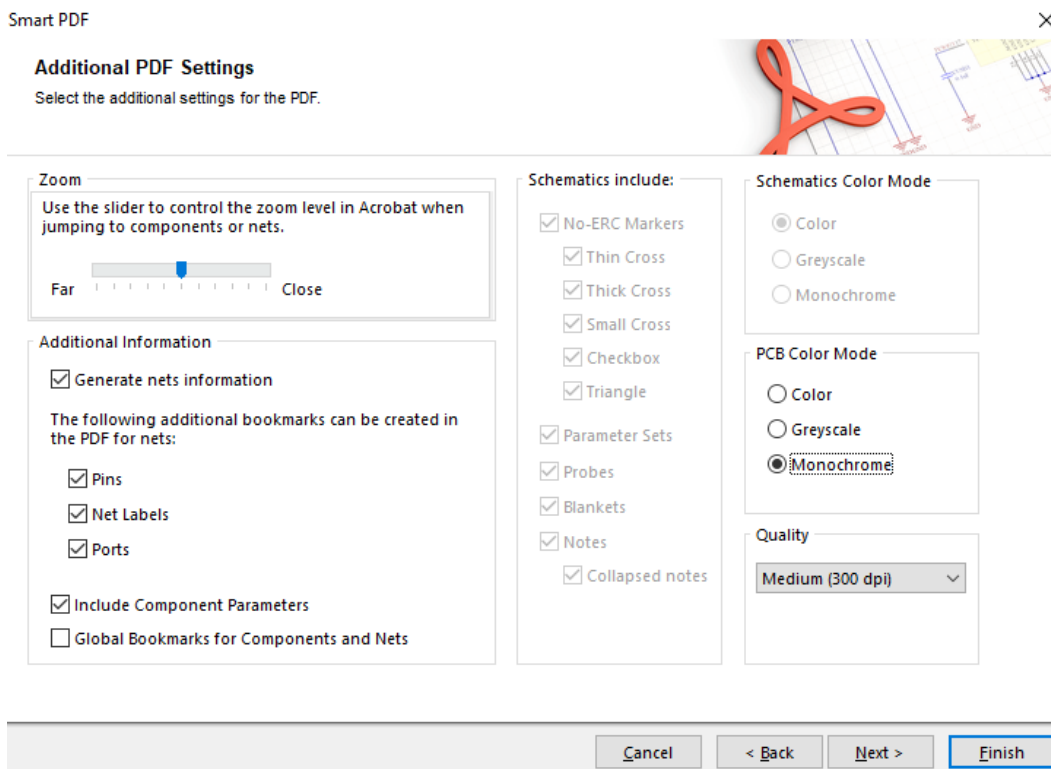 Smart PDF
Additional PDF Settings
Select the additional settings for the PDF.
Zoom
Use the slider to control the zoom level in Acrobat when
jumping to components or nets.
Far
Close
Additional Information
Generate nets information
The following additional bookmarks can be created in
the PDF for nets:
Pins
Net Labels
Ports
Include Component Parameters
Global Bookmarks for Components and Nets
Schematics include:
No-ERC Markers
Thin Cross
Thick Cross
Small Cross
Checkbox
Triangle
Parameter Sets
Probes
Blankets
Notes
Collapsed notes
Schematics Color Mode
Color
Greyscale
Monochrome
PCB Color Mode
Color
Greyscale
Monochrome
Quality
Medium (300 dpi)
Cancel
< Back
Next >
Finish